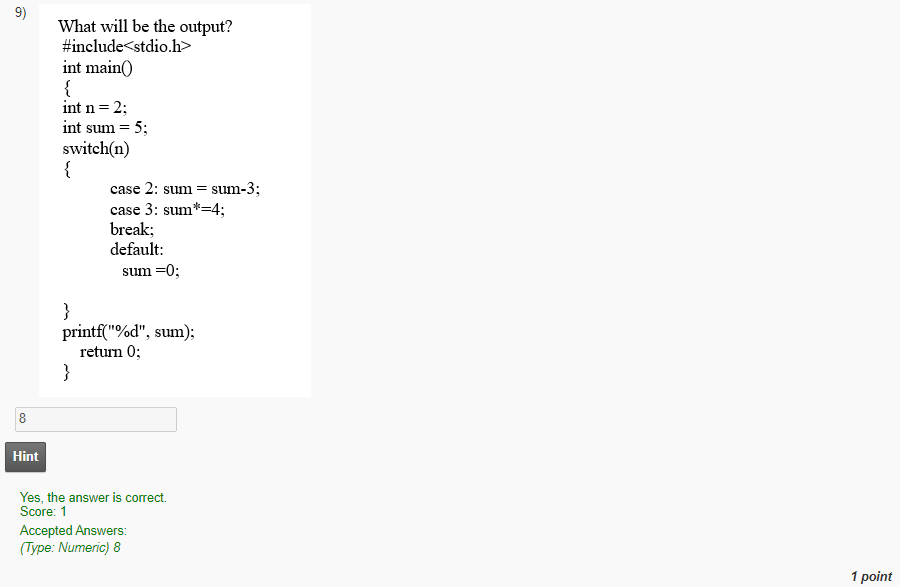 9)
What will be the output?
#include<stdio.h>
int main()
{
int n = 2;
int sum = 5;
switch(n)
{
case 2: sum = sum-3;
case 3: sum*=4;
break;
default:
sum =0;
}
printf("%d", sum);
return 0;
}
8
Hint
Yes, the answer is correct.
Score: 1
Accepted Answers:
(Type: Numeric) 8
1 point